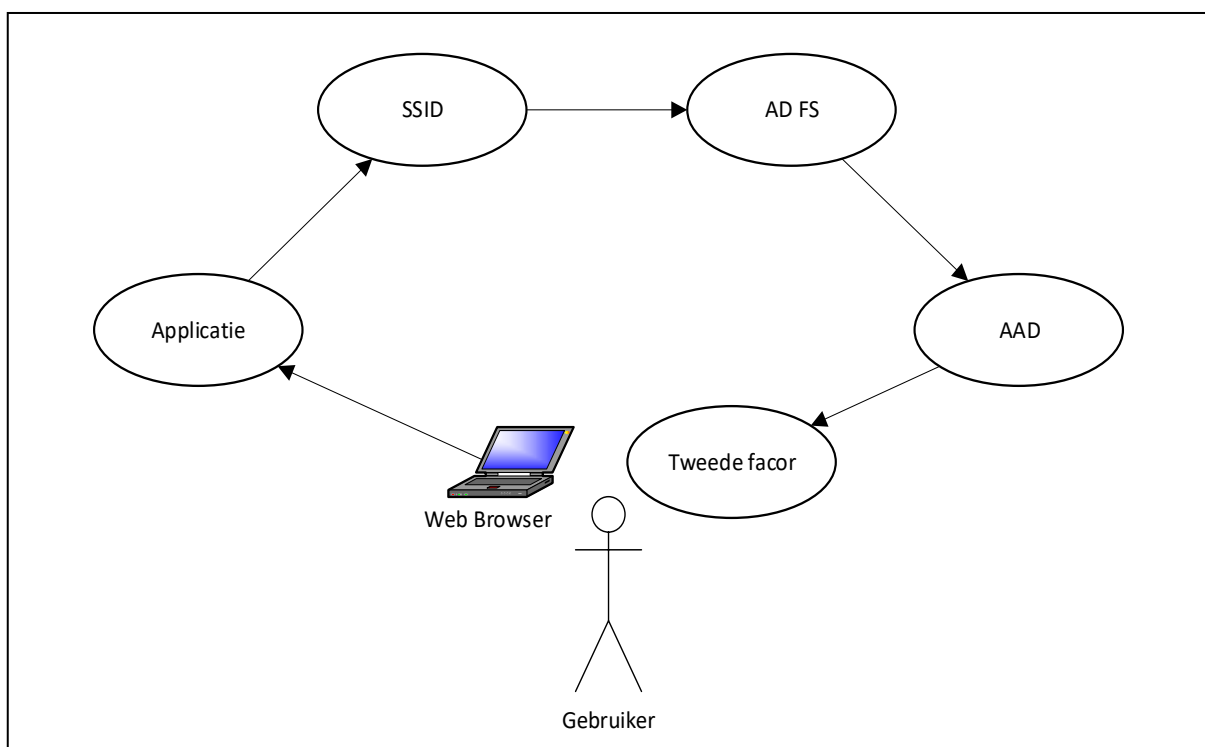 SSID
AD FS
Applicatie
AAD
Tweede facor
Web Browser
Gebruiker